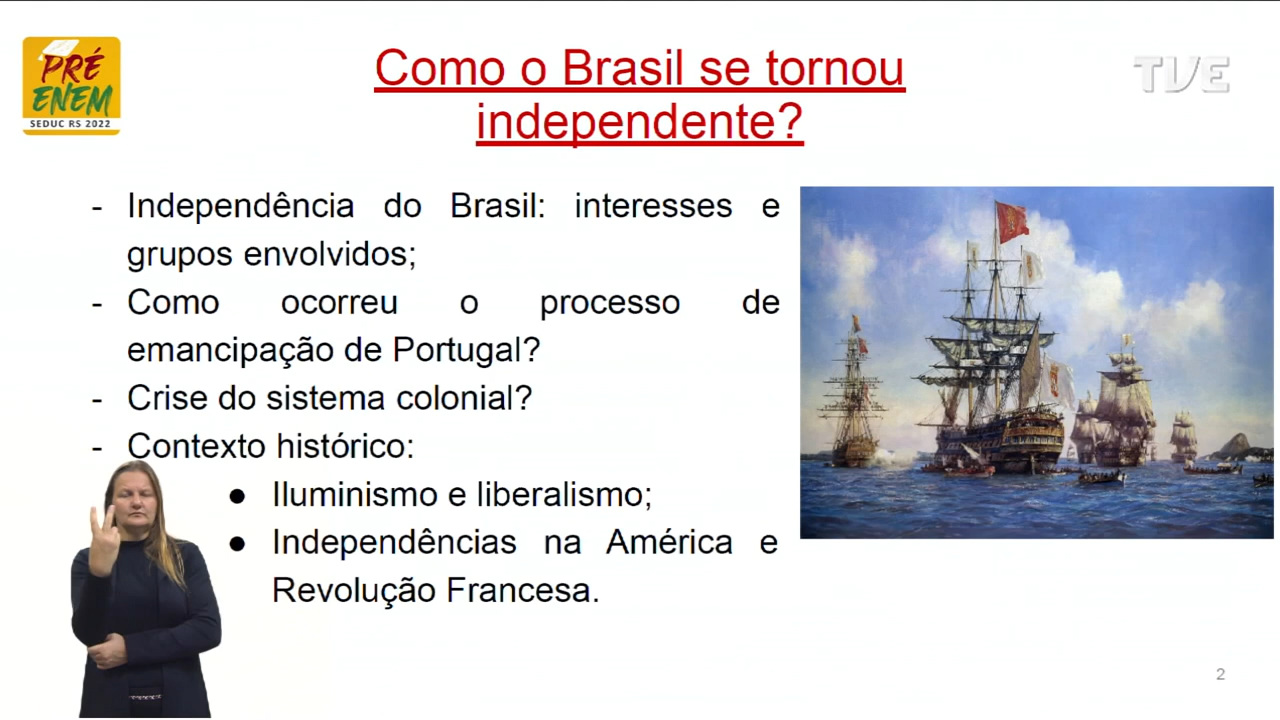 PRÉ
ENEM
SEDUC RS 2022
Como o Brasil se tornou
independente?
TVE
- Independência do Brasil: interesses e
grupos envolvidos;
- Como ocorreu o processo de
emancipação de Portugal?
- Crise do sistema colonial?
- Contexto histórico:
● Iluminismo e liberalismo;
● Independências na América e
Revolução Francesa.
2